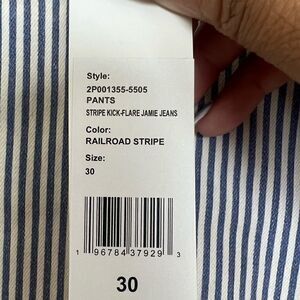 Style:
2P001355-5505
PANTS
STRIPE KICK-FLARE JAMIE JEANS
Color:
RAILROAD STRIPE
Size:
30
1 96784 37929 3
30